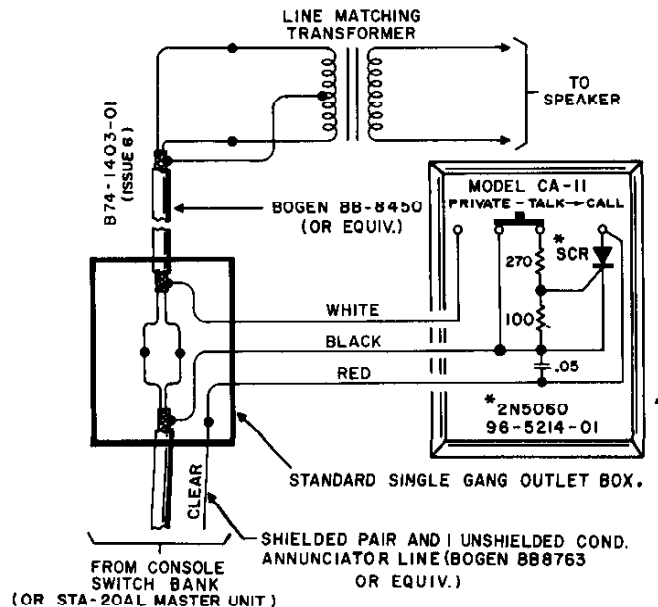 LINE MATCHING
TRANSFORMER
TO
SPEAKER
B74-1403-01
(ISSUE 6)
BOGEN BB-8450
(OR EQUIV.)
MODEL CA-11
PRIVATE - TALK → CALL
*
SCR
270
100
.05
*2N5060
96-5214-01
WHITE
BLACK
RED
STANDARD SINGLE GANG OUTLET BOX.
CLEAR
SHIELDED PAIR AND 1 UNSHIELDED COND.
ANNUNCIATOR LINE (BOGEN BB8763
OR EQUIV.)
FROM CONSOLE
SWITCH BANK
(OR STA-20AL MASTER UNIT)